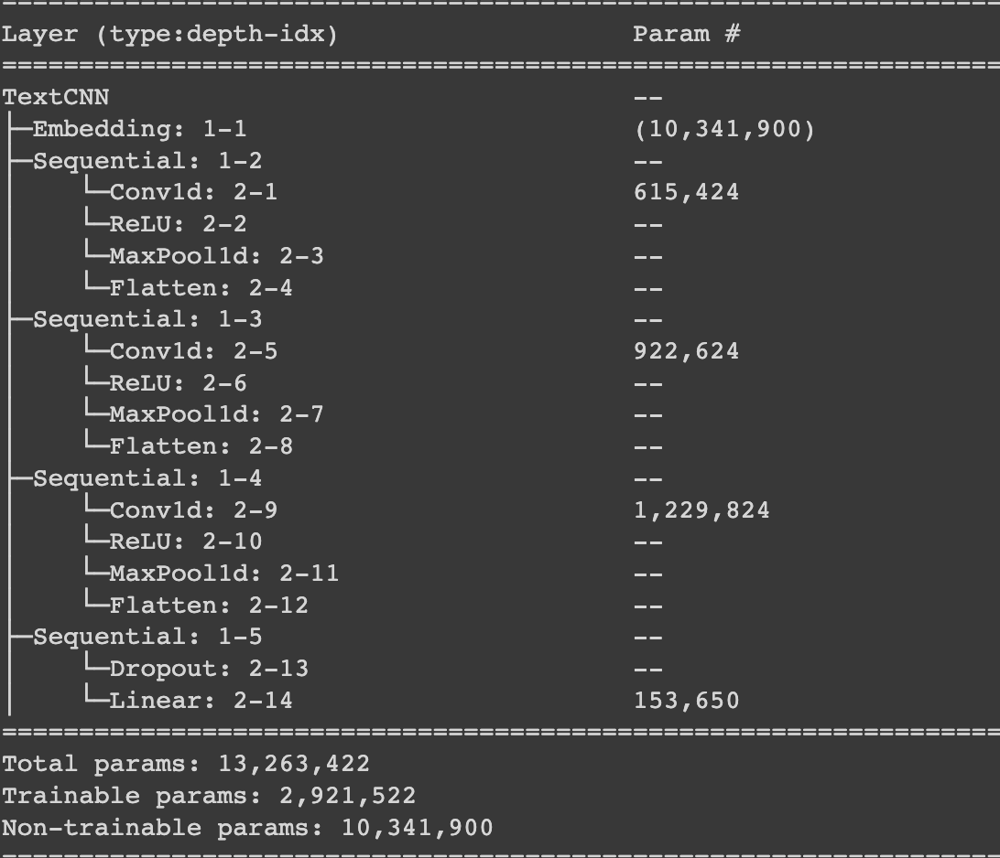 ==========================================================================================
Layer (type:depth-idx)                   Param #
==========================================================================================
TextCNN                                  --
├─Embedding: 1-1                         (10,341,900)
├─Sequential: 1-2                        --
│    └─Conv1d: 2-1                       615,424
│    └─ReLU: 2-2                         --
│    └─MaxPool1d: 2-3                    --
│    └─Flatten: 2-4                      --
├─Sequential: 1-3                        --
│    └─Conv1d: 2-5                       922,624
│    └─ReLU: 2-6                         --
│    └─MaxPool1d: 2-7                    --
│    └─Flatten: 2-8                      --
├─Sequential: 1-4                        --
│    └─Conv1d: 2-9                       1,229,824
│    └─ReLU: 2-10                        --
│    └─MaxPool1d: 2-11                   --
│    └─Flatten: 2-12                     --
├─Sequential: 1-5                        --
│    └─Dropout: 2-13                     --
│    └─Linear: 2-14                      153,650
==========================================================================================
Total params: 13,263,422
Trainable params: 2,921,522
Non-trainable params: 10,341,900
==========================================================================================